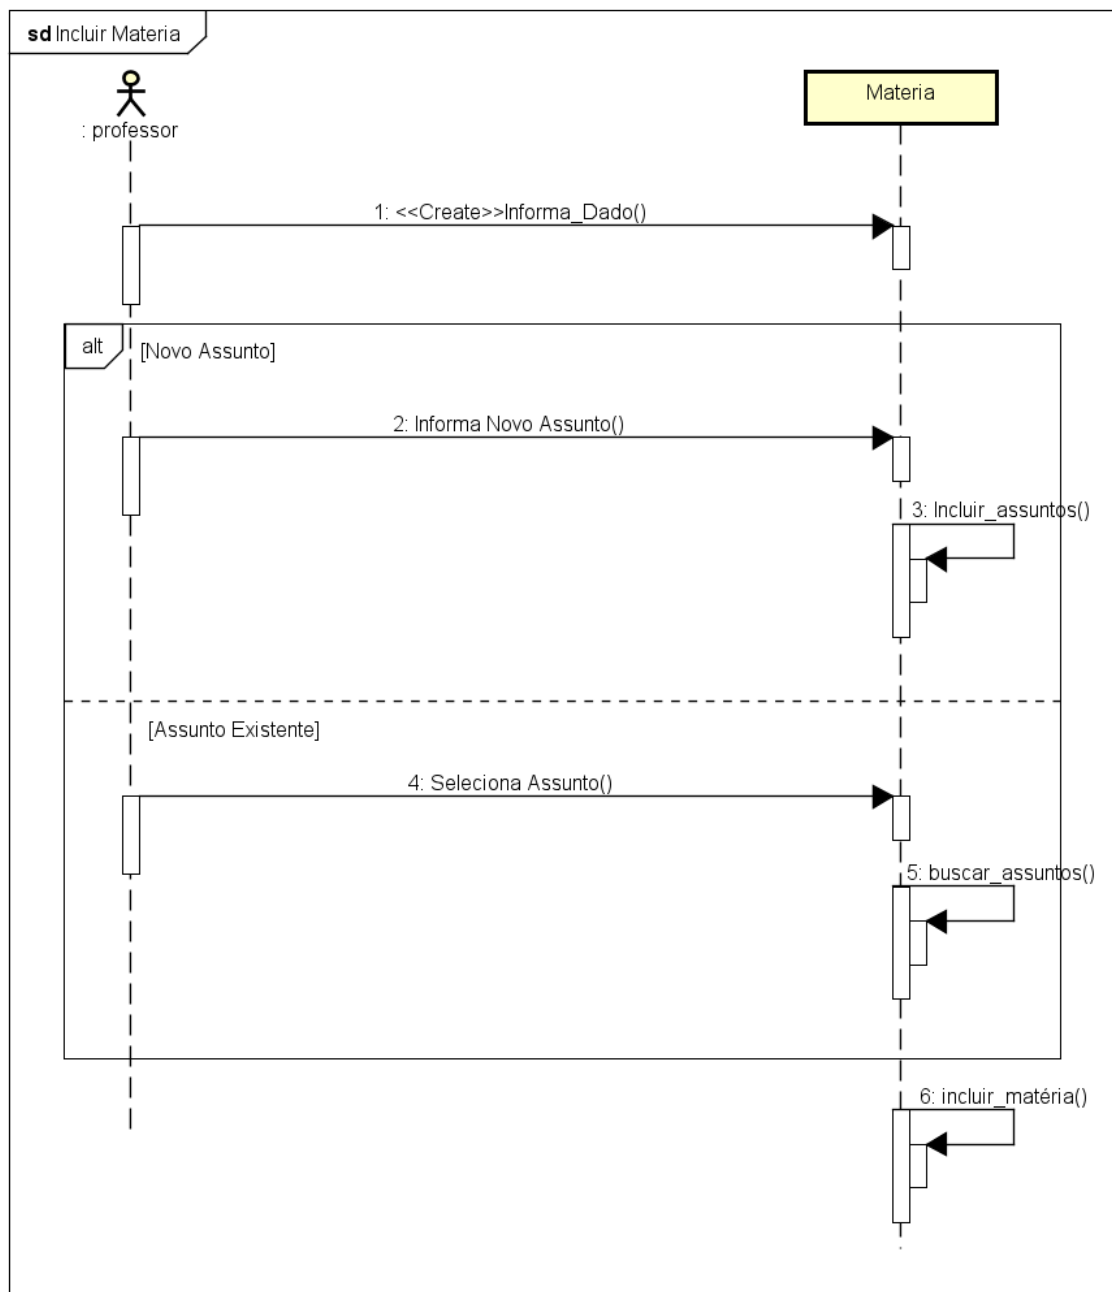 sd Incluir Materia
: professor
Materia
1: <<Create>>Informa_Dado()
alt
[Novo Assunto]
2: Informa Novo Assunto()
3: Incluir_assuntos()
[Assunto Existente]
4: Seleciona Assunto()
5: buscar_assuntos()
6: incluir_matéria()